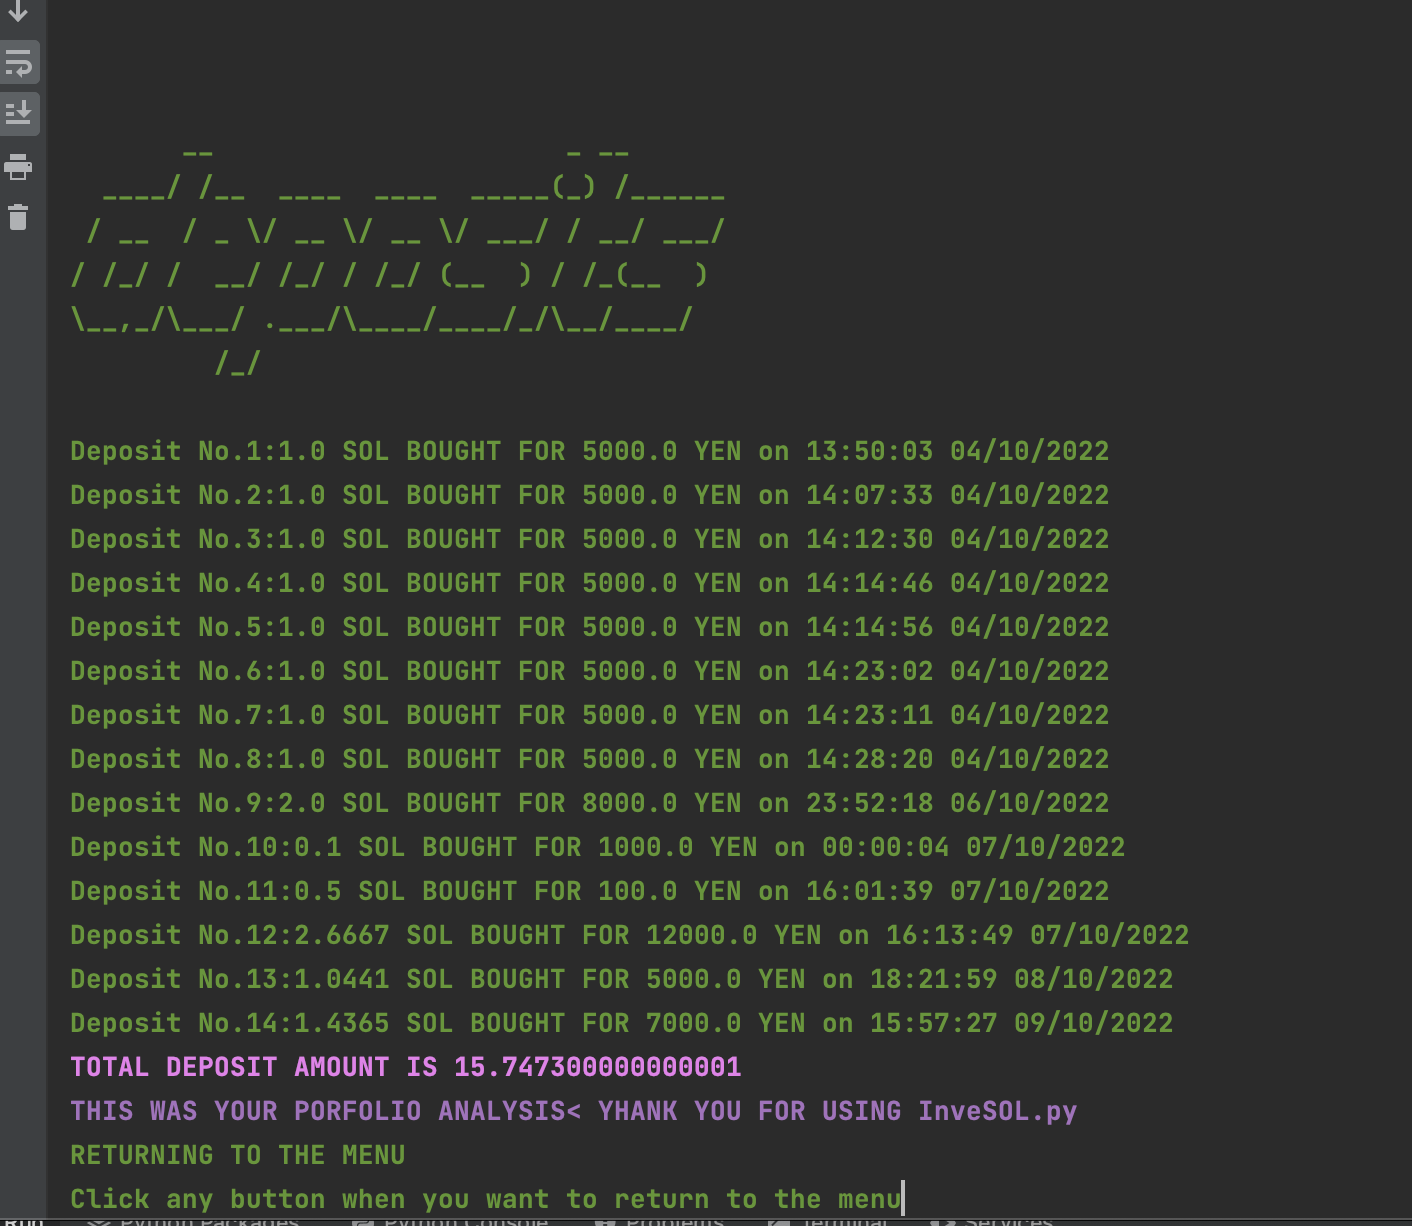 deposits
Deposit No.1:1.0 SOL BOUGHT FOR 5000.0 YEN on 13:50:03 04/10/2022
Deposit No.2:1.0 SOL BOUGHT FOR 5000.0 YEN on 14:07:33 04/10/2022
Deposit No.3:1.0 SOL BOUGHT FOR 5000.0 YEN on 14:12:30 04/10/2022
Deposit No.4:1.0 SOL BOUGHT FOR 5000.0 YEN on 14:14:46 04/10/2022
Deposit No.5:1.0 SOL BOUGHT FOR 5000.0 YEN on 14:14:56 04/10/2022
Deposit No.6:1.0 SOL BOUGHT FOR 5000.0 YEN on 14:23:02 04/10/2022
Deposit No.7:1.0 SOL BOUGHT FOR 5000.0 YEN on 14:23:11 04/10/2022
Deposit No.8:1.0 SOL BOUGHT FOR 5000.0 YEN on 14:28:20 04/10/2022
Deposit No.9:2.0 SOL BOUGHT FOR 8000.0 YEN on 23:52:18 06/10/2022
Deposit No.10:0.1 SOL BOUGHT FOR 1000.0 YEN on 00:00:04 07/10/2022
Deposit No.11:0.5 SOL BOUGHT FOR 100.0 YEN on 16:01:39 07/10/2022
Deposit No.12:2.6667 SOL BOUGHT FOR 12000.0 YEN on 16:13:49 07/10/2022
Deposit No.13:1.0441 SOL BOUGHT FOR 5000.0 YEN on 18:21:59 08/10/2022
Deposit No.14:1.4365 SOL BOUGHT FOR 7000.0 YEN on 15:57:27 09/10/2022
TOTAL DEPOSIT AMOUNT IS 15.747300000000001
THIS WAS YOUR PORFOLIO ANALYSIS< YHANK YOU FOR USING InveSOL.py
RETURNING TO THE MENU
Click any button when you want to return to the menu
Run Python Packages Python Console Problems Terminal Services